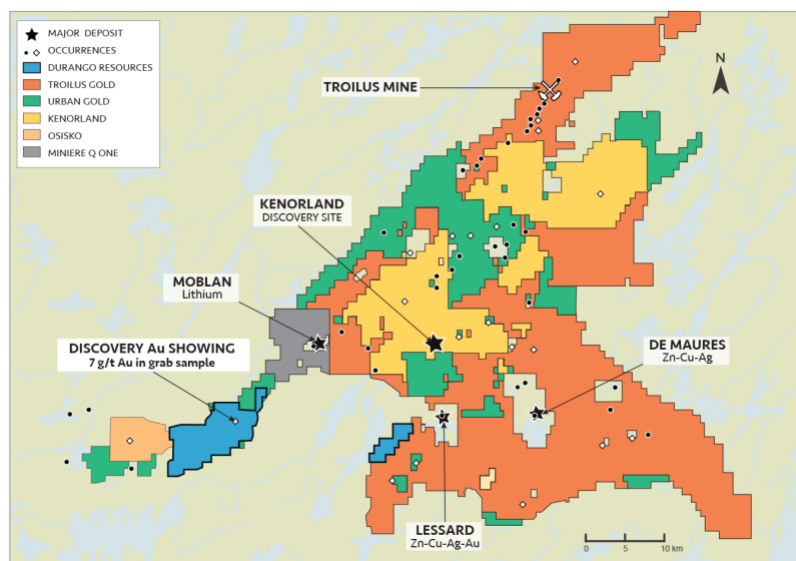 MAJOR DEPOSIT
OCCURRENCES
DURANGO RESOURCES
TROILUS GOLD
URBAN GOLD
KENORLAND
OSISKO
MINIERE Q ONE
TROILUS MINE
N
KENORLAND
DISCOVERY SITE
MOBLAN
Lithium
DISCOVERY Au SHOWING
7 g/t Au in grab sample
DE MAURES
Zn-Cu-Ag
LESSARD
Zn-Cu-Ag-Au
0 5 10 km